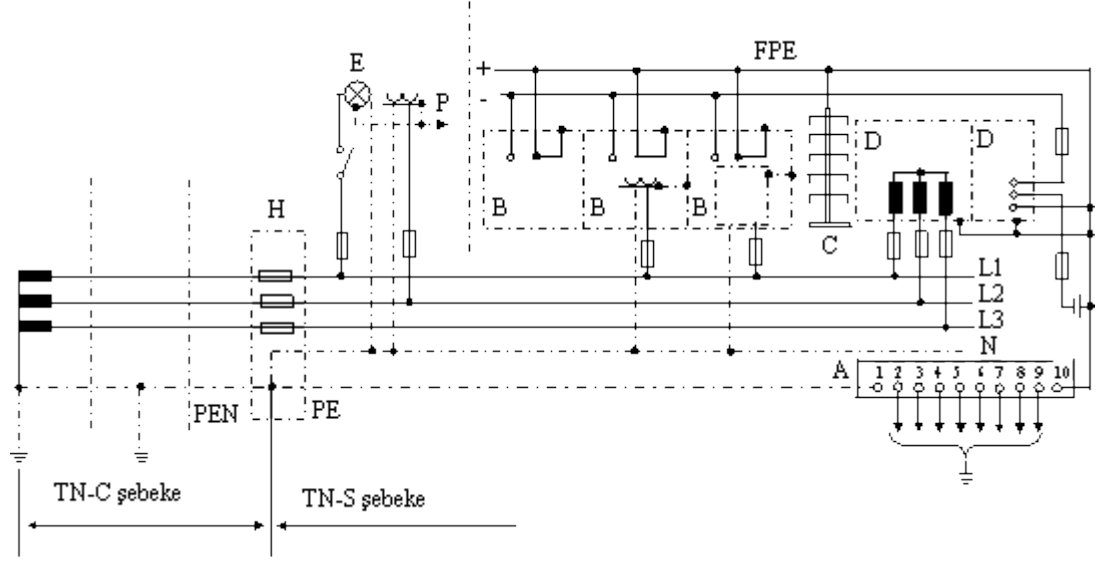 FPE
E
+
P
-
D
D
B
B
B
C
H
L1
L2
L3
N
A
1 2 3 4 5 6 7 8 9 10
PEN
PE
TN-C şebeke
TN-S şebeke